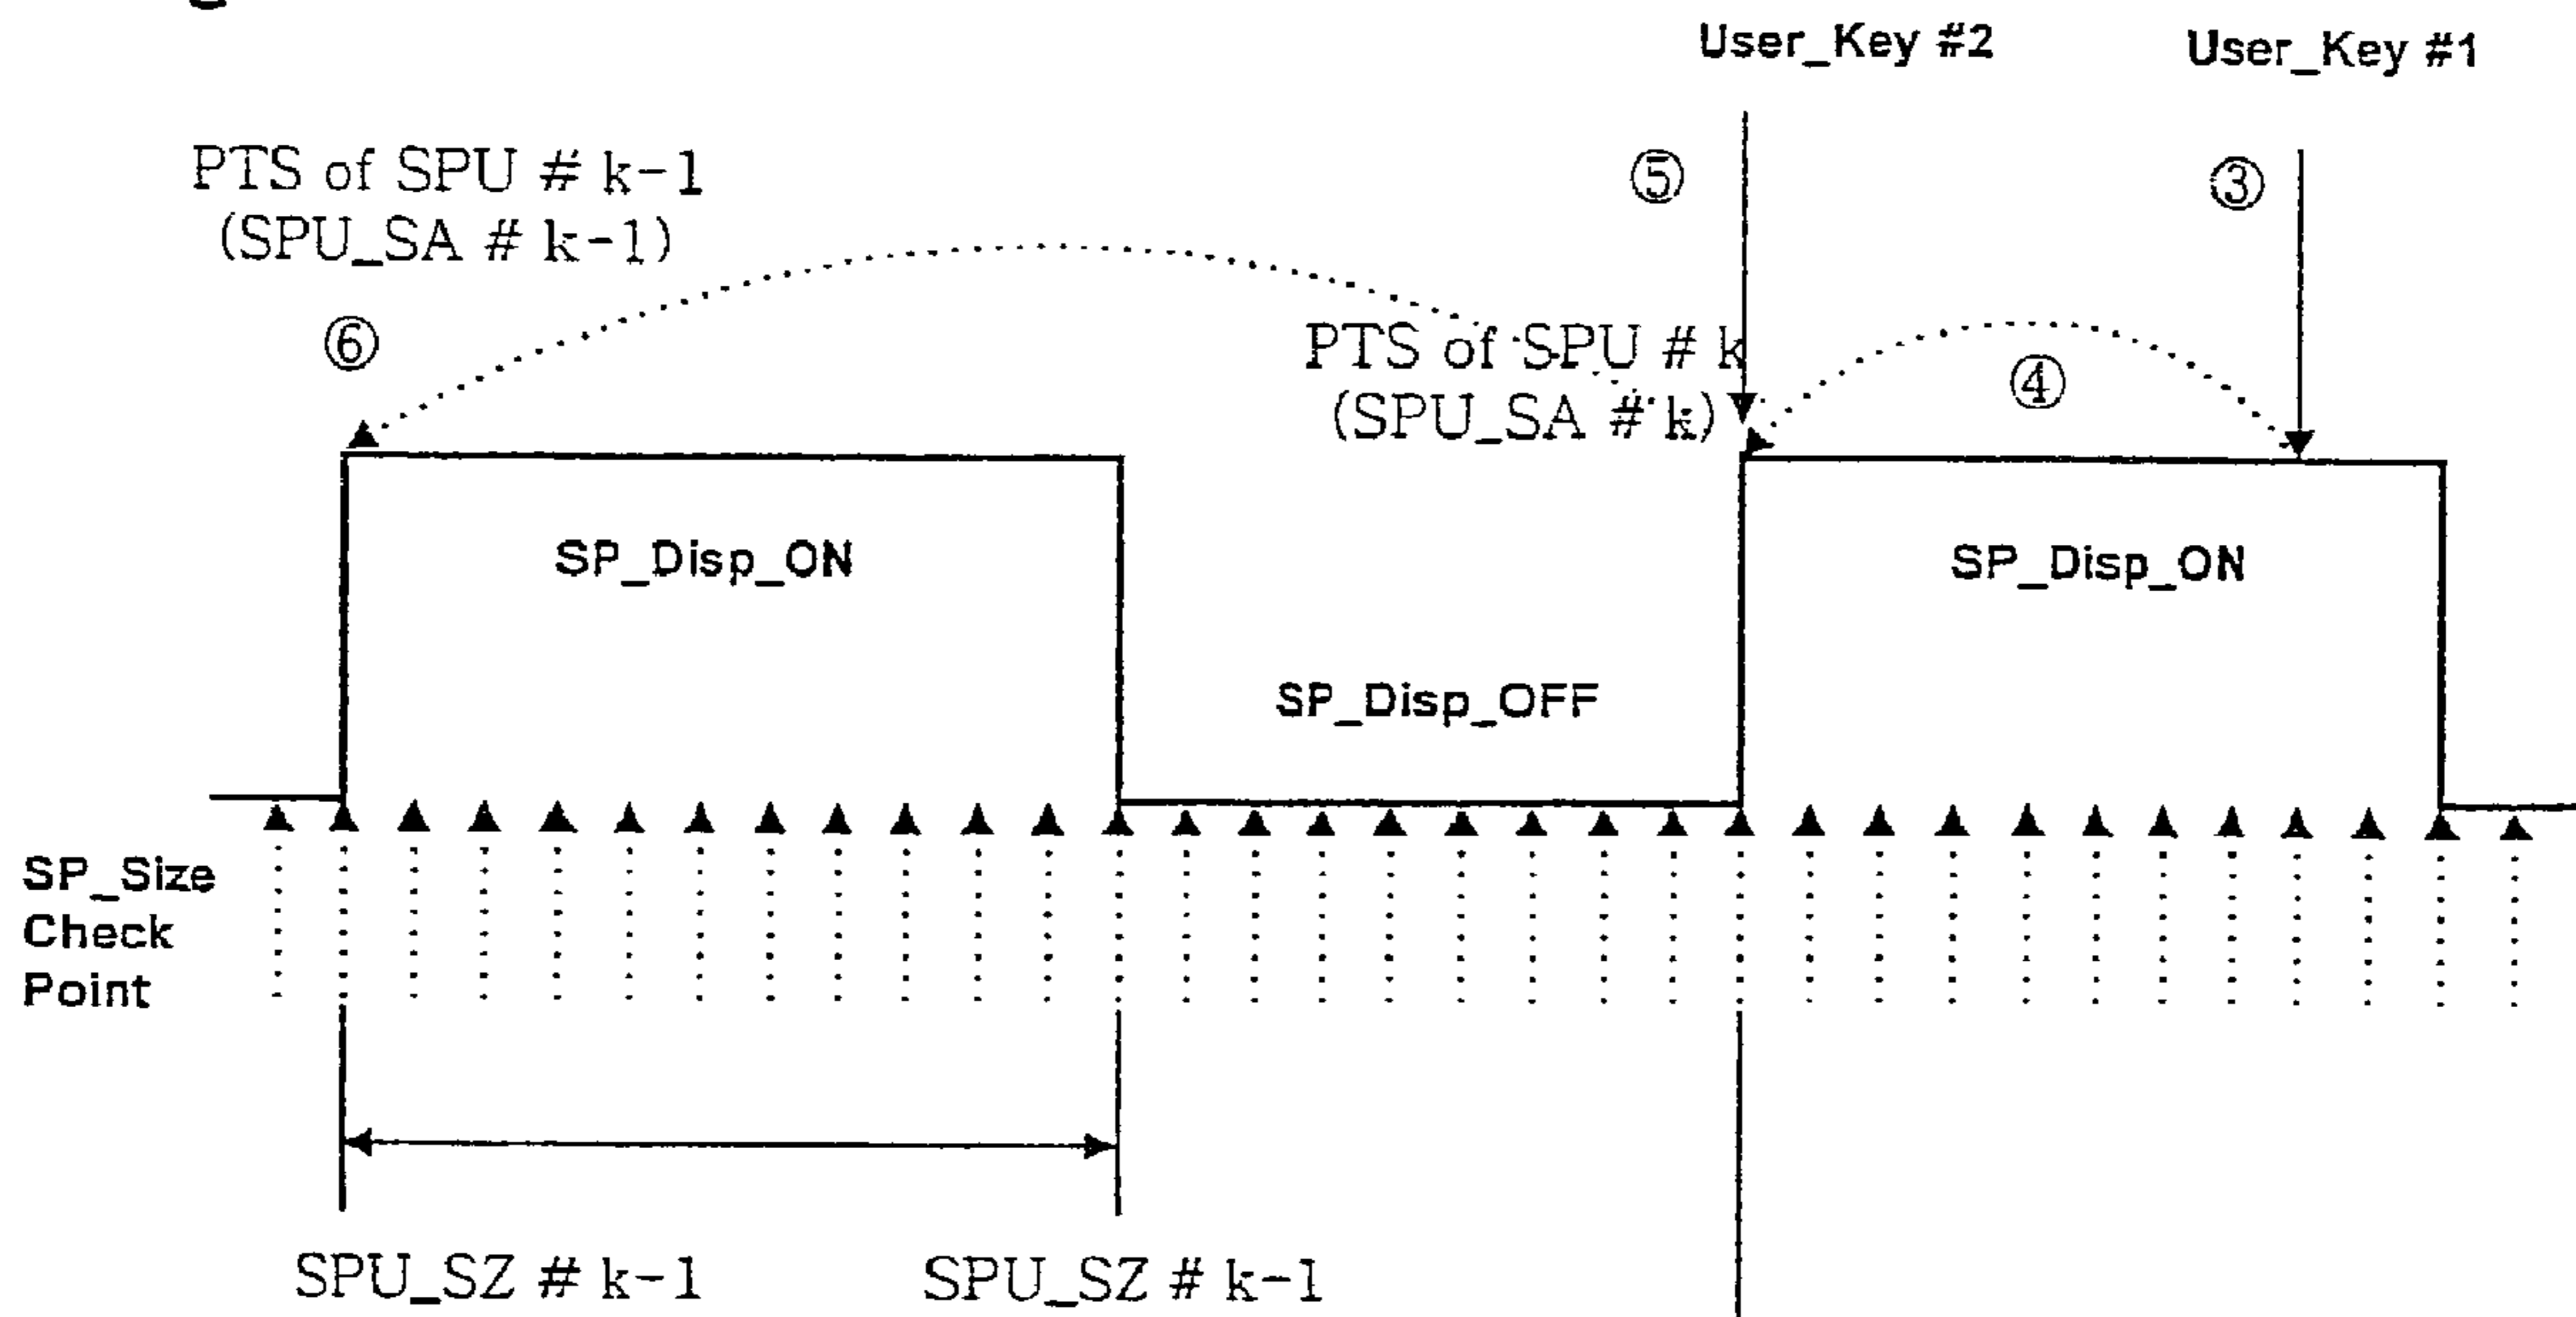 User_Key #2
User_Key #1
PTS of SPU # k-1
(SPU_SA # k-1)
⑤
③
⑥
PTS of SPU # k
(SPU_SA # k)
④
SP_Disp_ON
SP_Disp_ON
SP_Disp_OFF
SP_Size
Check
Point
SPU_SZ # k-1
SPU_SZ # k-1